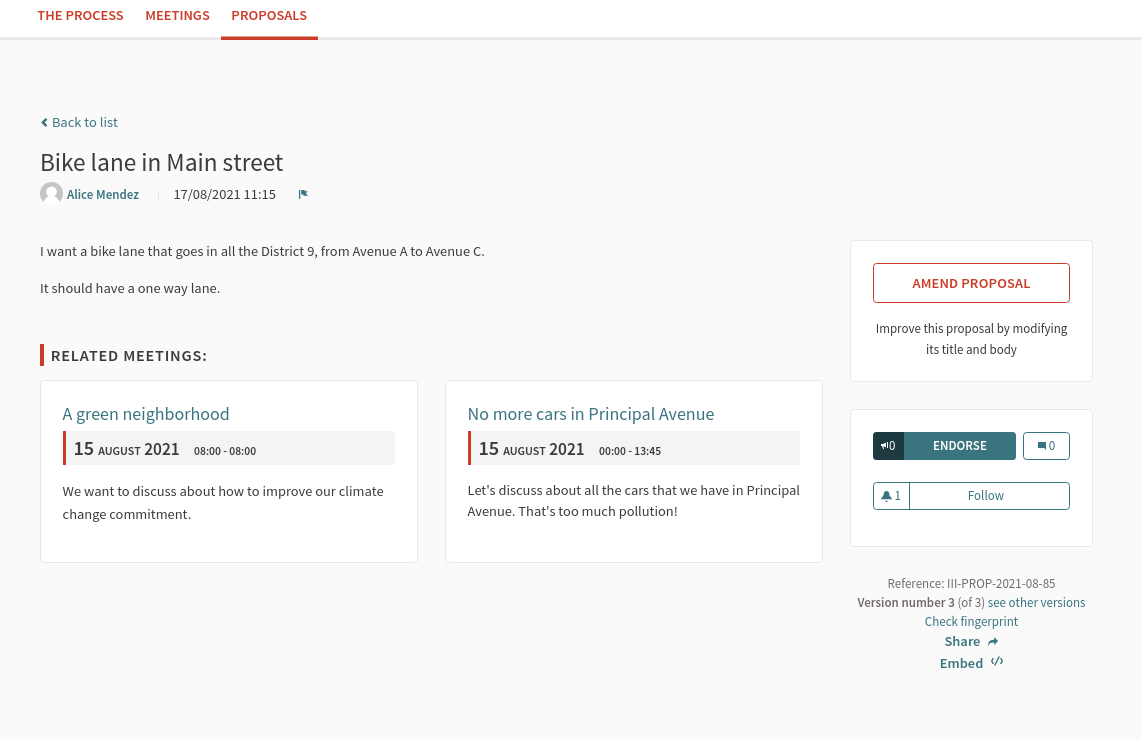 THE PROCESS MEETINGS PROPOSALS
Back to list
Bike lane in Main street
Alice Mendez 17/08/2021 11:15
I want a bike lane that goes in all the District 9, from Avenue A to Avenue C.
It should have a one way lane.
RELATED MEETINGS:
A green neighborhood
15 AUGUST 2021 08:00 - 08:00
We want to discuss about how to improve our climate
change commitment.
No more cars in Principal Avenue
15 AUGUST 2021 00:00 - 13:45
Let's discuss about all the cars that we have in Principal
Avenue. That's too much pollution!
AMEND PROPOSAL
Improve this proposal by modifying
its title and body
0 ENDORSE 0
1 Follow
Reference: III-PROP-2021-08-85
Version number 3 (of 3) see other versions
Check fingerprint
Share
Embed